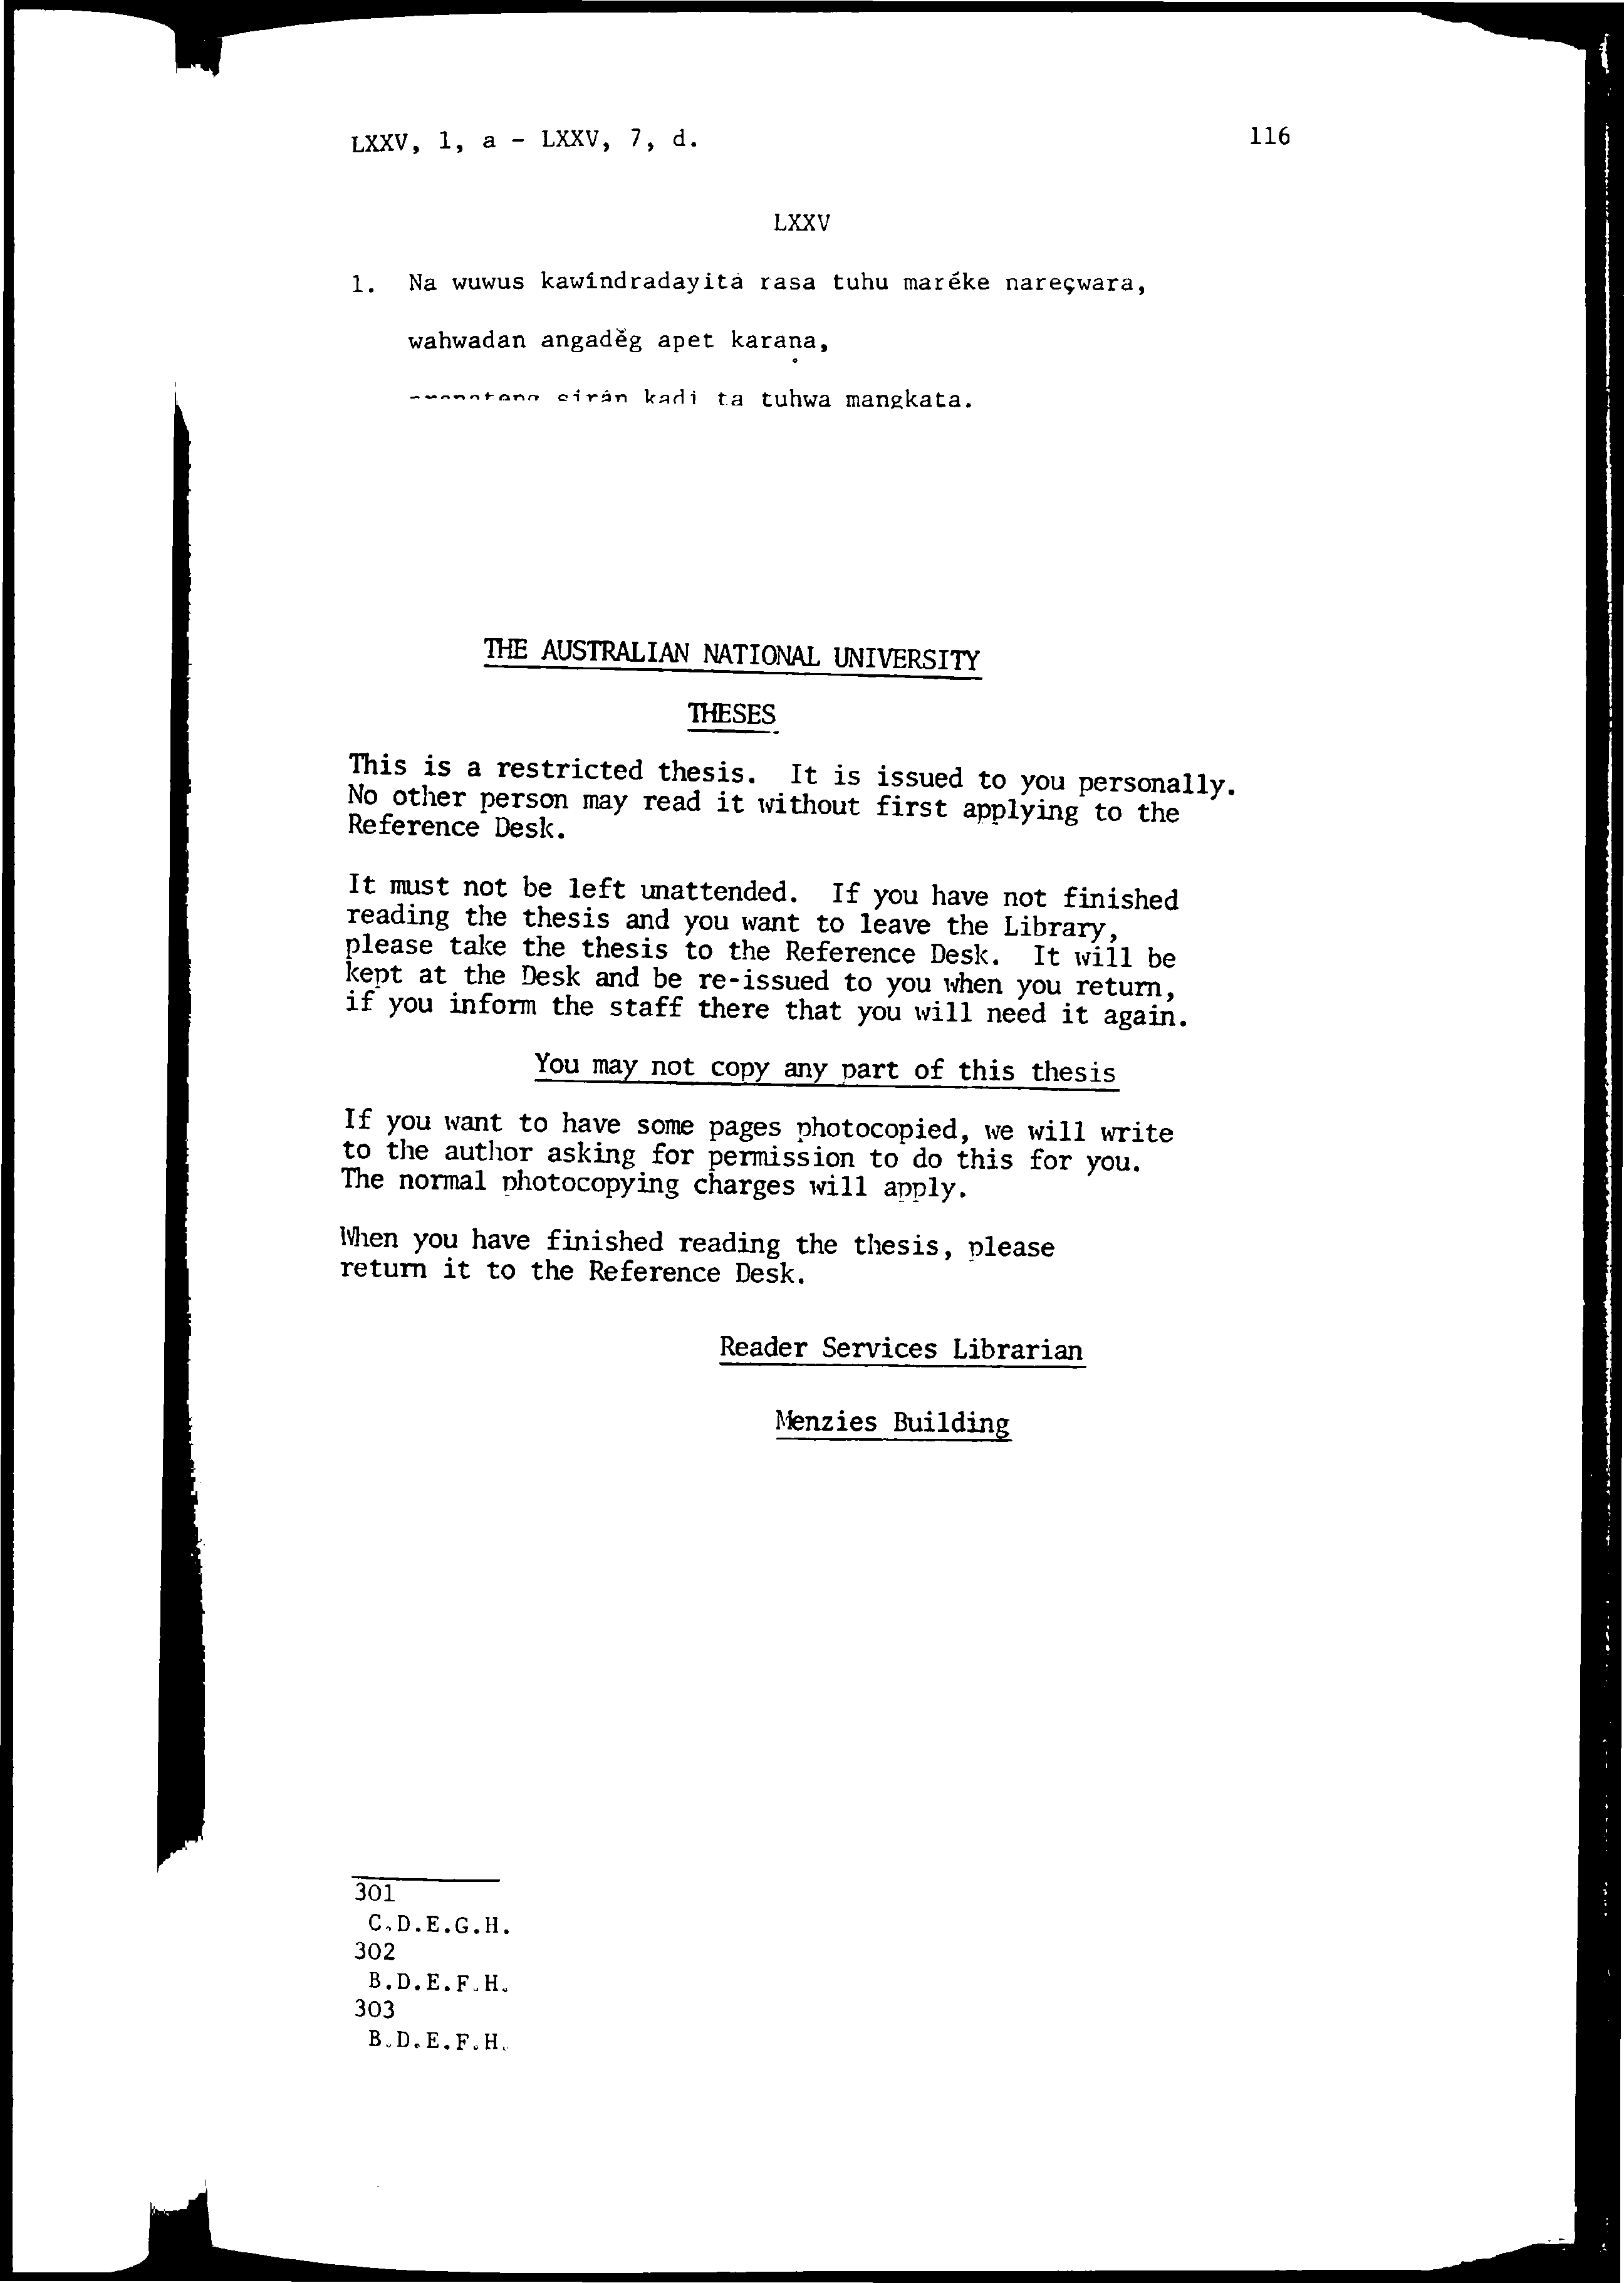 LXXV, 1, a - LXXV, 7, d.
116
LXXV
1. Na wuwus kawîndradayita rasa tuhu maréke nareçwara,
wahwadan angadĕg apet karaṇa,
sirân kadi ta tuhwa mangkata.
THE AUSTRALIAN NATIONAL UNIVERSITY
THESES
This is a restricted thesis. It is issued to you personally.
No other person may read it without first applying to the
Reference Desk.
It must not be left unattended. If you have not finished
reading the thesis and you want to leave the Library,
please take the thesis to the Reference Desk. It will be
kept at the Desk and be re-issued to you when you return,
if you inform the staff there that you will need it again.
You may not copy any part of this thesis
If you want to have some pages photocopied, we will write
to the author asking for permission to do this for you.
The normal photocopying charges will apply.
When you have finished reading the thesis, please
return it to the Reference Desk.
Reader Services Librarian
Menzies Building
301
C.D.E.G.H.
302
B.D.E.F.H.
303
B.D.E.F.H.